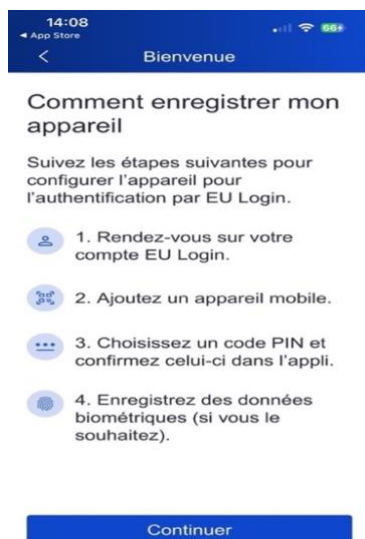 14:08
66
◄ App Store
Bienvenue
Comment enregistrer mon
appareil
Suivez les étapes suivantes pour
configurer l'appareil pour
l'authentification par EU Login.
1. Rendez-vous sur votre
compte EU Login.
2. Ajoutez un appareil mobile.
3. Choisissez un code PIN et
confirmez celui-ci dans l'appli.
4. Enregistrez des données
biométriques (si vous le
souhaitez).
Continuer